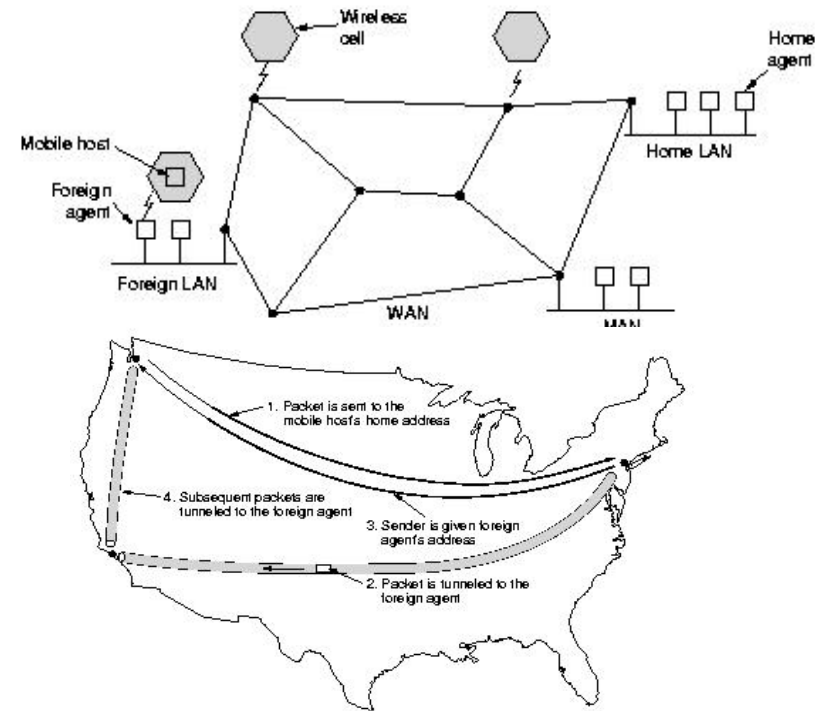 Wireless
cell
Home
agent
Mobile host
Home LAN
Foreign
agent
Foreign LAN
WAN
MAN
1. Packet is sent to the
mobile host's home address
4. Subsequent packets are
tunneled to the foreign agent
3. Sender is given foreign
agent's address
2. Packet is tunneled to the
foreign agent